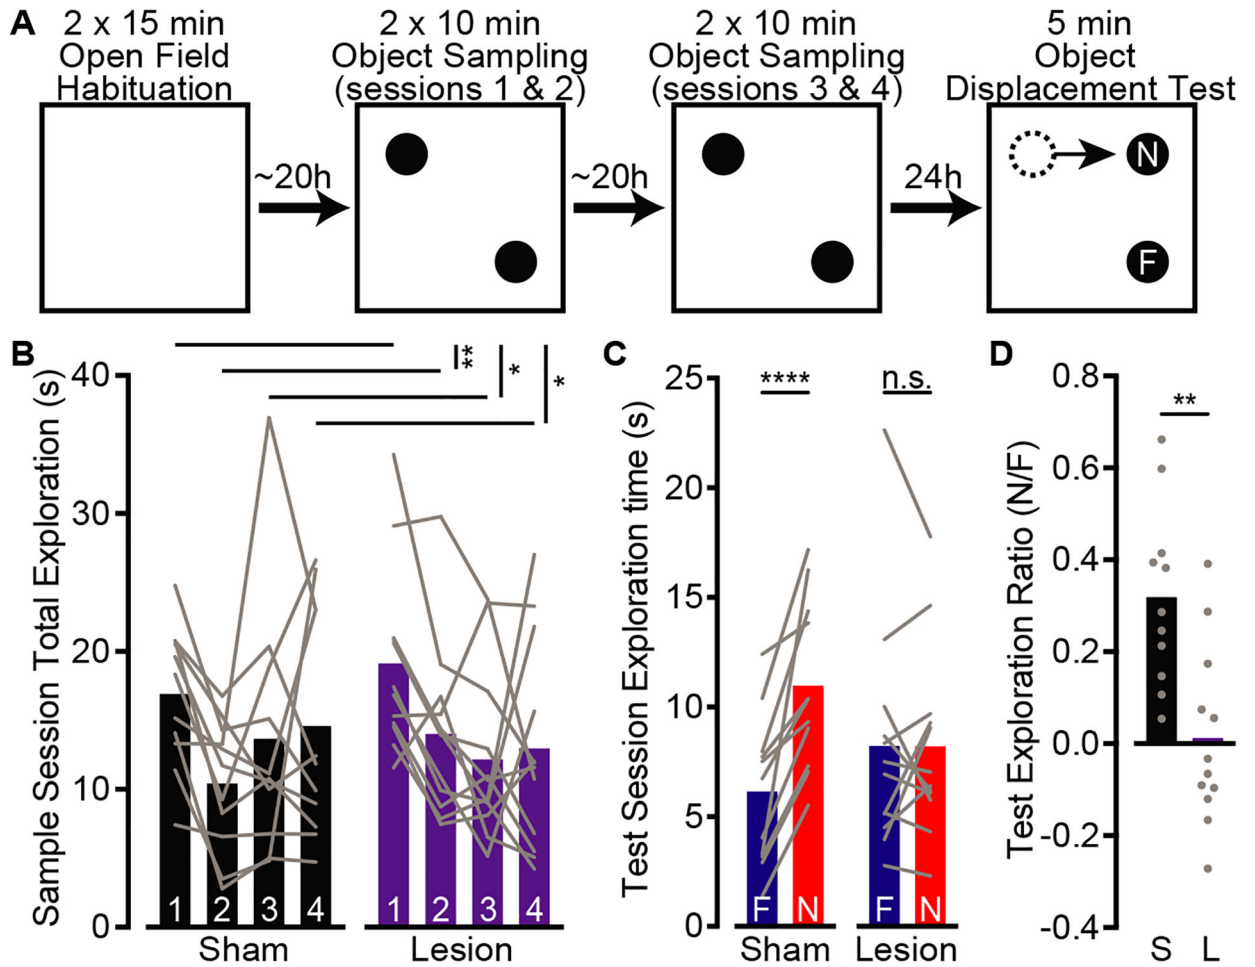 A
2 x 15 min
Open Field
Habituation
2 x 10 min
Object Sampling
(sessions 1 & 2)
2 x 10 min
Object Sampling
(sessions 3 & 4)
5 min
Object
Displacement Test
~20h
~20h
24h
N
F
B
Sample Session Total Exploration (s)
40
30
20
10
0
**
*
*
1 2 3 4
1 2 3 4
Sham Lesion
C
Test Session Exploration time (s)
25
20
15
10
5
0
**** n.s.
F N F N
Sham Lesion
D
Test Exploration Ratio (N/F)
0.8
0.6
0.4
0.2
0.0
-0.2
-0.4
**
S L